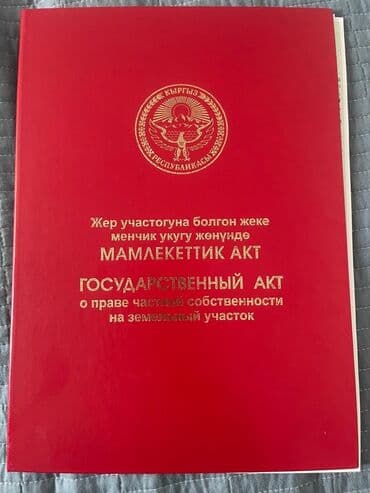 КЫРГЫЗ
РЕСПУБЛИКАСЫ
Жер участогуна болгон жеке
менчик укугу жөнүндө
МАМЛЕКЕТТИК АКТ
ГОСУДАРСТВЕННЫЙ АКТ
о праве частной собственности
на земельный участок